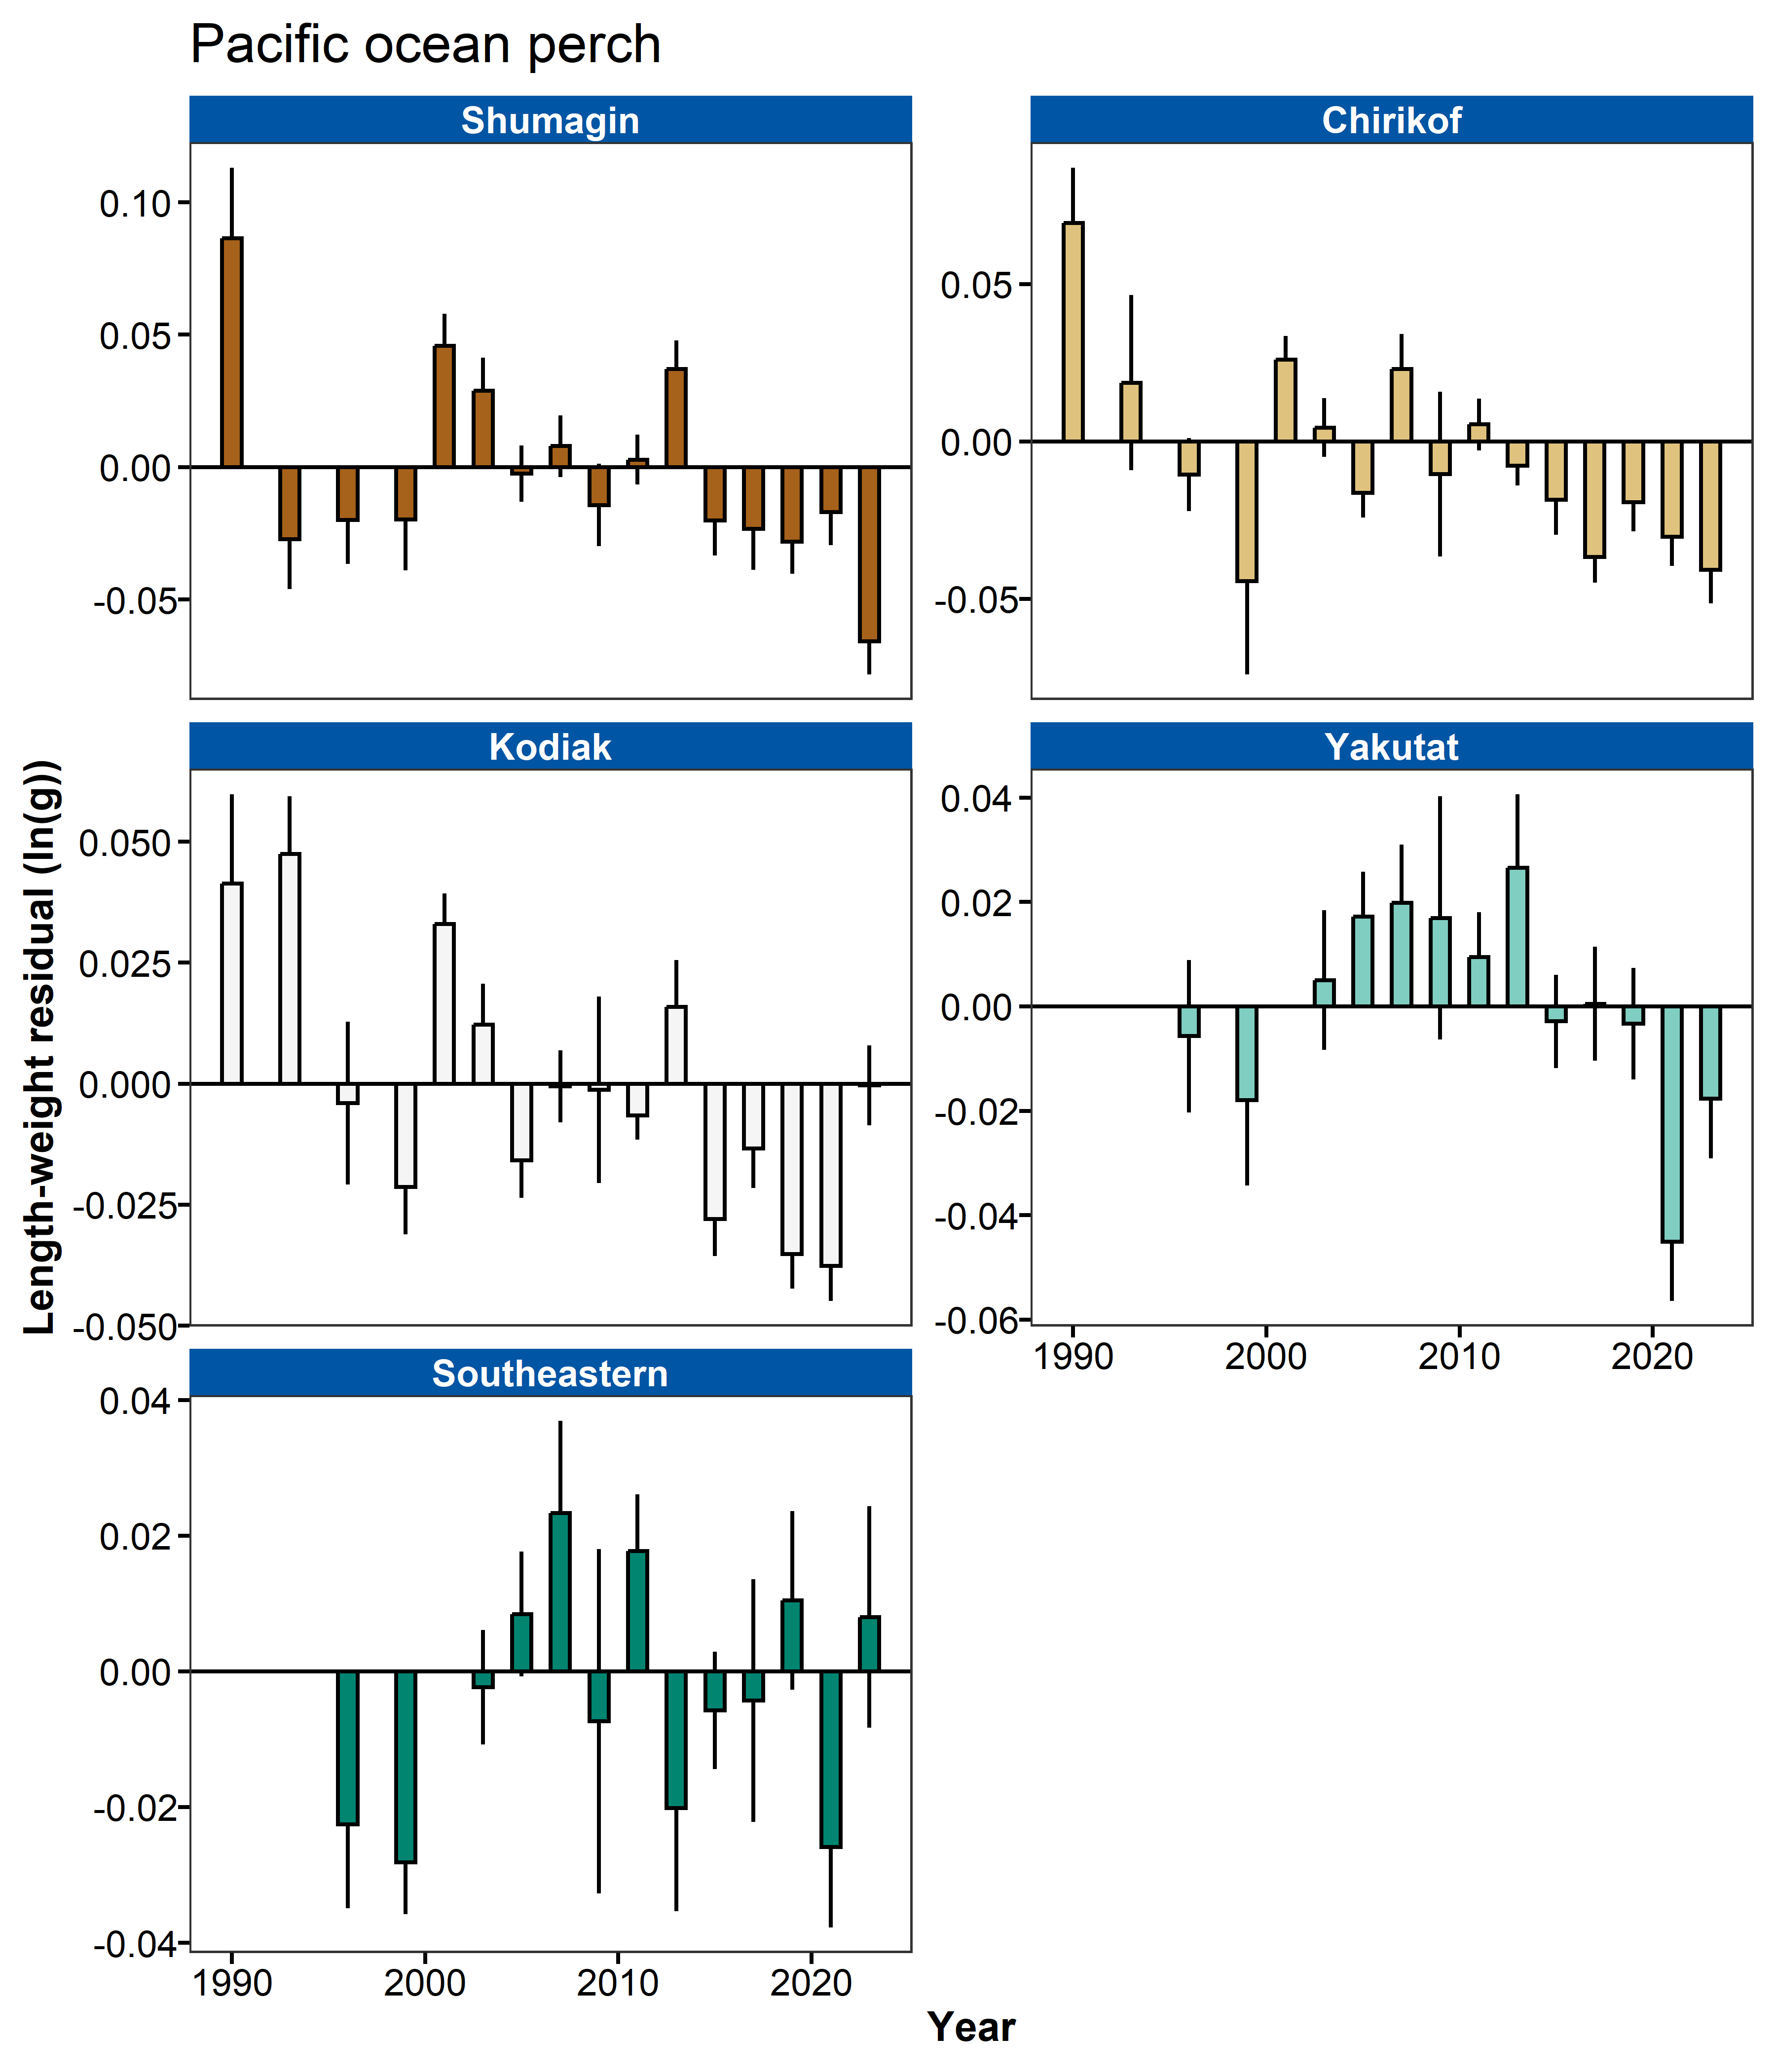 Pacific ocean perch
Shumagin
Chirikof
0.10
0.05
0.00
-0.05
0.05
0.00
-0.05
Kodiak
Yakutat
Length-weight residual (ln(g))
0.050
0.025
0.000
-0.025
-0.050
0.04
0.02
0.00
-0.02
-0.04
-0.06
1990 2000 2010 2020
Southeastern
0.04
0.02
0.00
-0.02
-0.04
1990 2000 2010 2020
Year